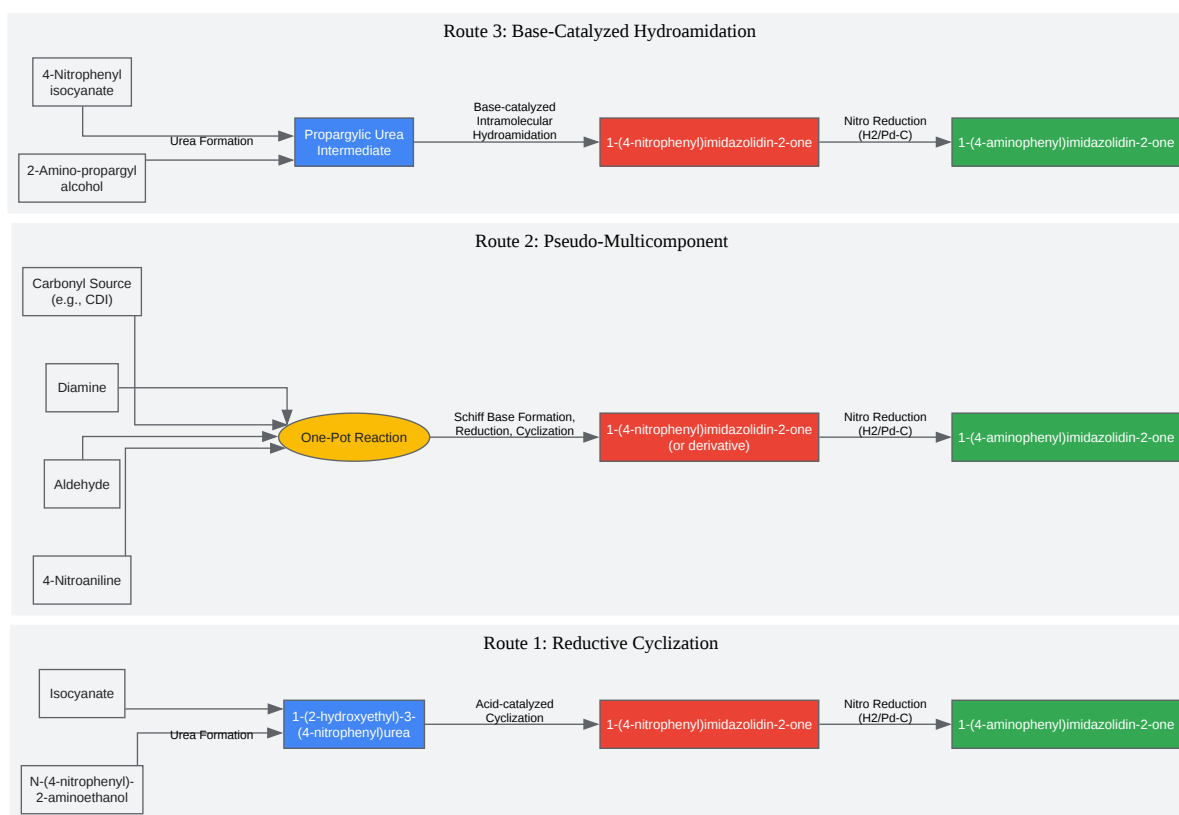 Route 3: Base-Catalyzed Hydroamidation
4-Nitrophenyl
isocyanate
2-Amino-propargyl
alcohol
Urea Formation
Propargylic Urea
Intermediate
Base-catalyzed
Intramolecular
Hydroamidation
1-(4-nitrophenyl)imidazolidin-2-one
Nitro Reduction
(H2/Pd-C)
1-(4-aminophenyl)imidazolidin-2-one
Route 2: Pseudo-Multicomponent
Carbonyl Source
(e.g., CDI)
Diamine
Aldehyde
4-Nitroaniline
One-Pot Reaction
Schiff Base Formation,
Reduction, Cyclization
1-(4-nitrophenyl)imidazolidin-2-one
(or derivative)
Nitro Reduction
(H2/Pd-C)
1-(4-aminophenyl)imidazolidin-2-one
Route 1: Reductive Cyclization
Isocyanate
N-(4-nitrophenyl)-
2-aminoethanol
Urea Formation
1-(2-hydroxyethyl)-3-
(4-nitrophenyl)urea
Acid-catalyzed
Cyclization
1-(4-nitrophenyl)imidazolidin-2-one
Nitro Reduction
(H2/Pd-C)
1-(4-aminophenyl)imidazolidin-2-one